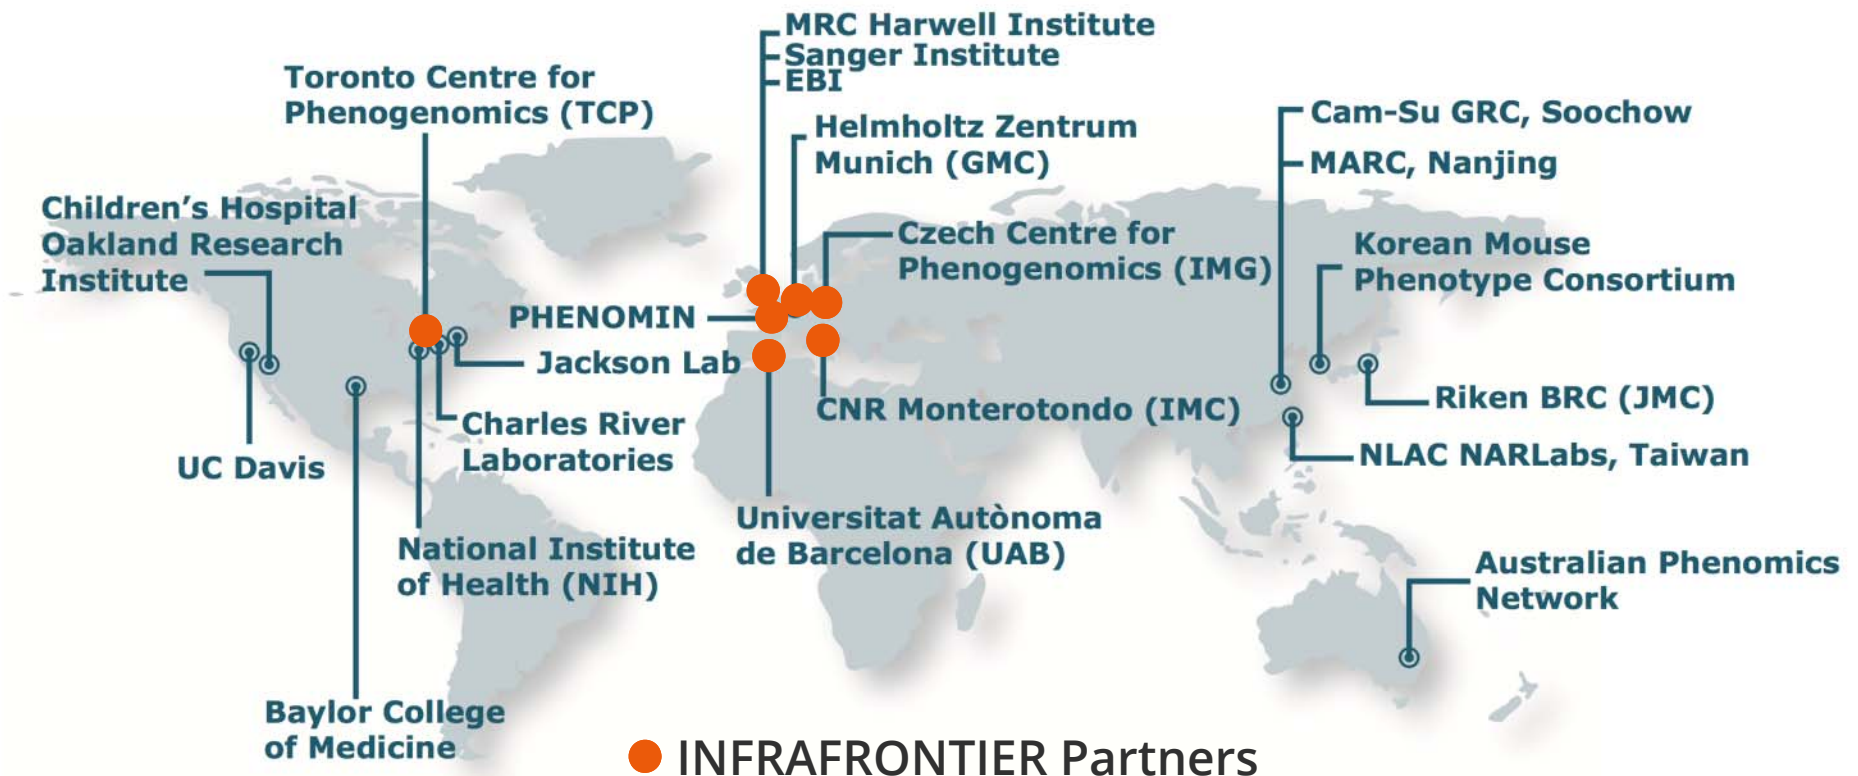 MRC Harwell Institute
Sanger Institute
EBI
Toronto Centre for
Phenogenomics (TCP)
Helmholtz Zentrum
Munich (GMC)
Cam-Su GRC, Soochow
MARC, Nanjing
Children’s Hospital
Oakland Research
Institute
Czech Centre for
Phenogenomics (IMG)
Korean Mouse
Phenotype Consortium
PHENOMIN
Jackson Lab
Riken BRC (JMC)
CNR Monterotondo (IMC)
Charles River
Laboratories
UC Davis
NLAC NARLabs, Taiwan
Universitat Autònoma
de Barcelona (UAB)
National Institute
of Health (NIH)
Australian Phenomics
Network
Baylor College
of Medicine
INFRAFRONTIER Partners